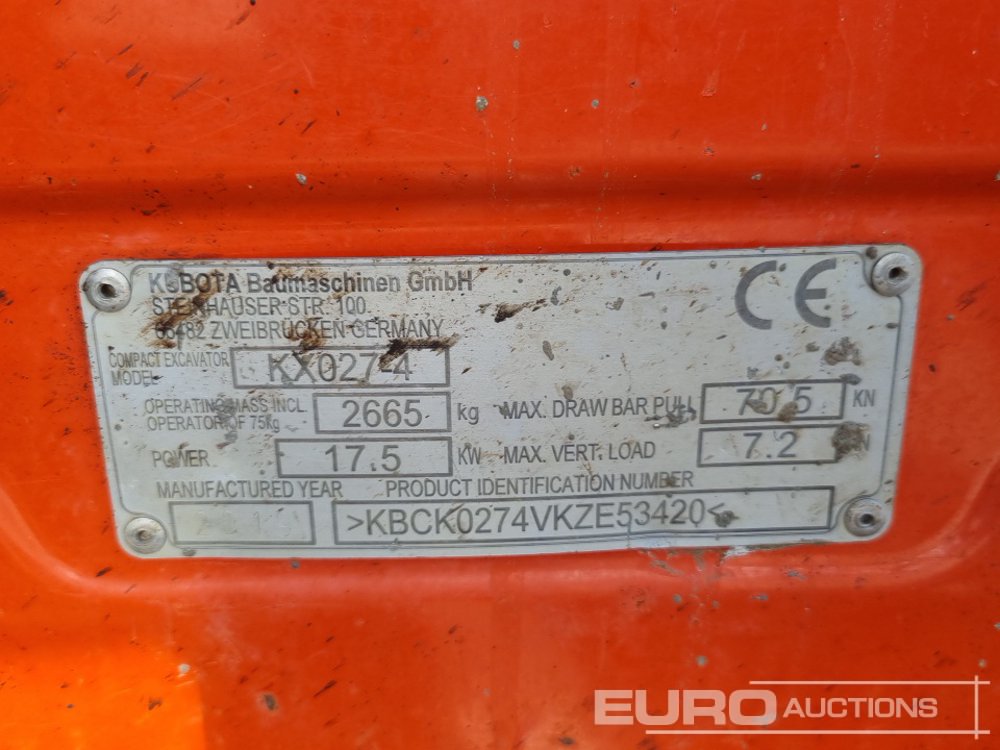 KUBOTA Baumaschinen GmbH
STEINHAUSER STR. 100
66482 ZWEIBRUCKEN GERMANY
COMPACT EXCAVATOR
MODEL KX027-4
OPERATING MASS INCL.
OPERATOR OF 75kg 2665 kg MAX. DRAW BAR PULL 70.5 KN
POWER 17.5 KW MAX. VERT. LOAD 7.2 KN
MANUFACTURED YEAR PRODUCT IDENTIFICATION NUMBER
>KBCK0274VKZE53420<
CE
EURO AUCTIONS